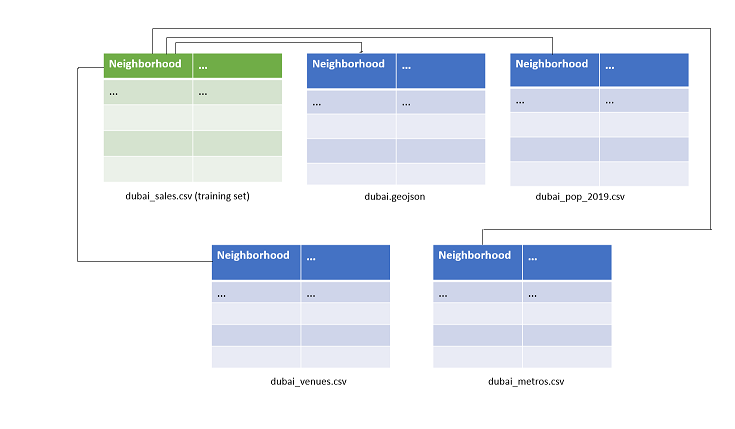 Neighborhood ...
... ...
dubai_sales.csv (training set)
Neighborhood ...
... ...
dubai.geojson
Neighborhood ...
... ...
dubai_pop_2019.csv
Neighborhood ...
... ...
dubai_venues.csv
Neighborhood ...
... ...
dubai_metros.csv